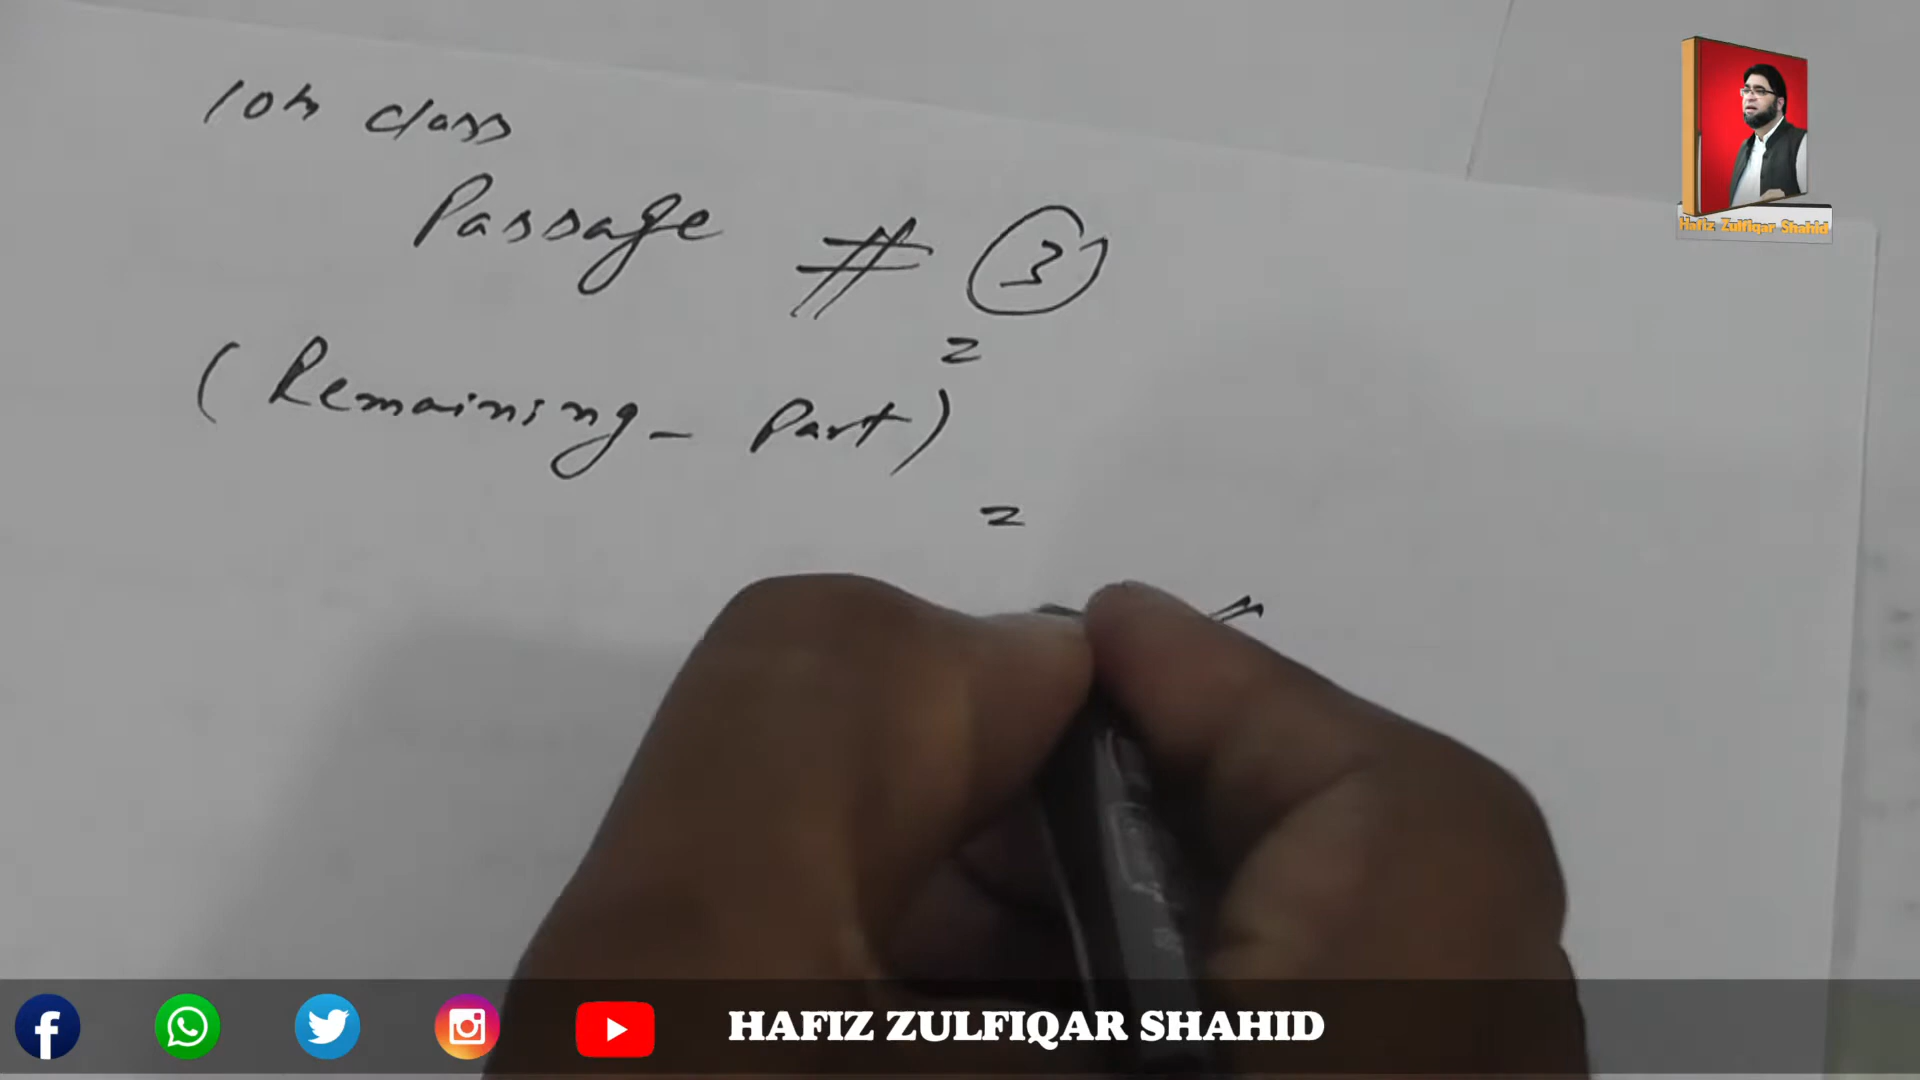 10th class
Passage # 3
=
(Remaining - Part)
=
Hafiz Zulfiqar Shahid
HAFIZ ZULFIQAR SHAHID